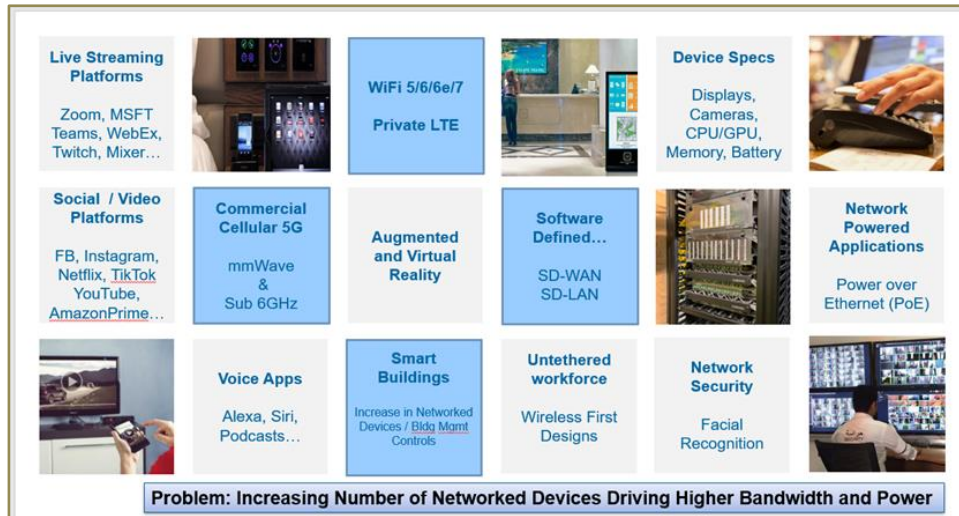 Live Streaming
Platforms
Zoom, MSFT
Teams, WebEx,
Twitch, Mixer…
WiFi 5/6/6e/7
Private LTE
Device Specs
Displays,
Cameras,
CPU/GPU,
Memory, Battery
Social / Video
Platforms
FB, Instagram,
Netflix, TikTok
YouTube,
AmazonPrime…
Commercial
Cellular 5G
mmWave
&
Sub 6GHz
Augmented
and Virtual
Reality
Software
Defined…
SD-WAN
SD-LAN
Network
Powered
Applications
Power over
Ethernet (PoE)
Voice Apps
Alexa, Siri,
Podcasts…
Smart
Buildings
Increase in Networked
Devices / Bldg Mgmt
Controls
Untethered
workforce
Wireless First
Designs
Network
Security
Facial
Recognition
Problem: Increasing Number of Networked Devices Driving Higher Bandwidth and Power